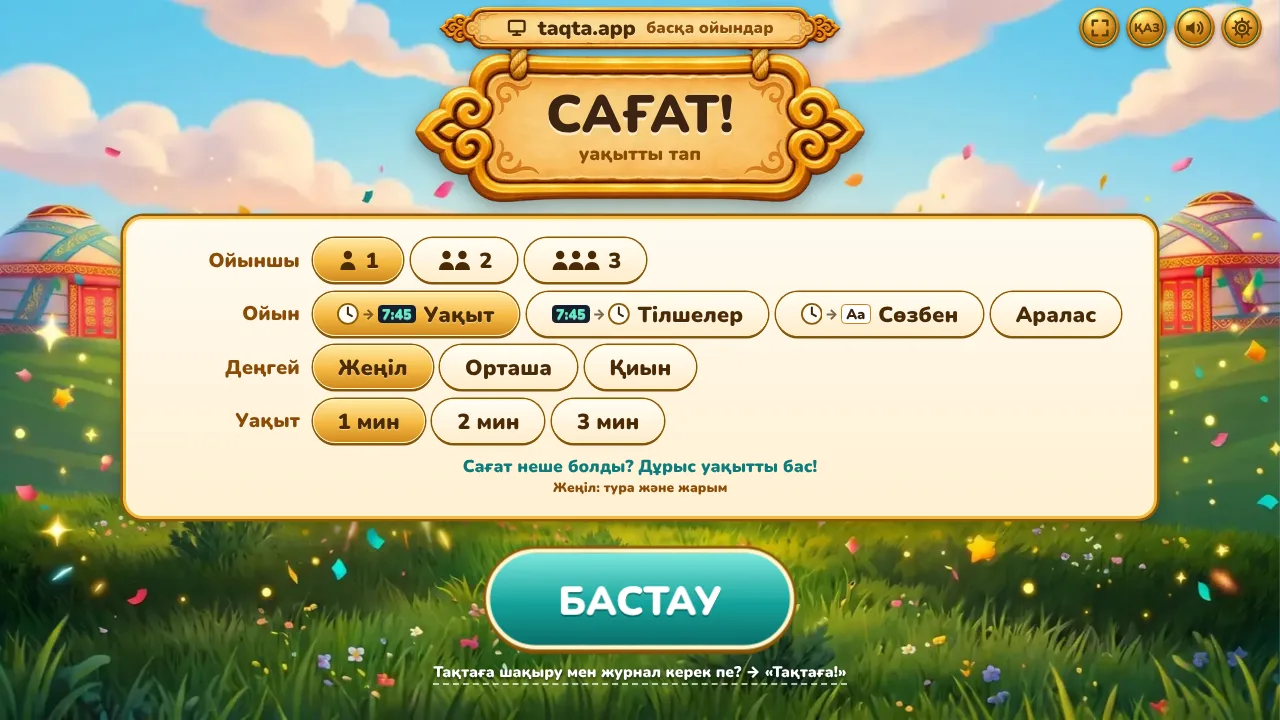 taqta.app басқа ойындар
ҚАЗ
САҒАТ!
уақытты тап
Ойыншы 1 2 3
Ойын 7:45 Уақыт 7:45 Тілшелер Aa Сөзбен Аралас
Деңгей Жеңіл Орташа Қиын
Уақыт 1 мин 2 мин 3 мин
Сағат неше болды? Дұрыс уақытты бас!
Жеңіл: тура және жарым
БАСТАУ
Тақтаға шақыру мен журнал керек пе? → «Тақтаға!»